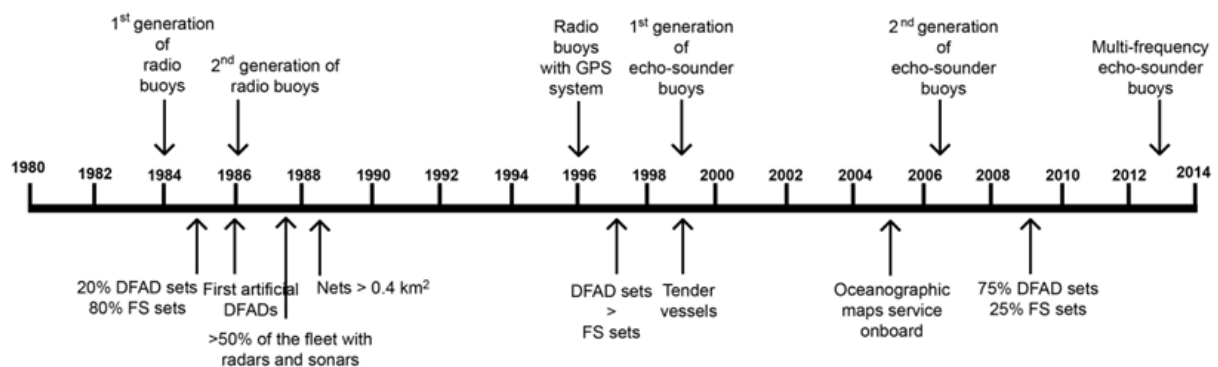 1st generation
of
radio
buoys
2nd generation of
radio buoys
Radio
buoys
with GPS
system
1st generation
of
echo-sounder
buoys
2nd generation
of
echo-sounder
buoys
Multi-frequency
echo-sounder
buoys
1980 1982 1984 1986 1988 1990 1992 1994 1996 1998 2000 2002 2004 2006 2008 2010 2012 2014
20% DFAD sets
80% FS sets
First artificial
DFADs
>50% of the fleet with
radars and sonars
Nets > 0.4 km2
DFAD sets
>
FS sets
Tender
vessels
Oceanographic
maps service
onboard
75% DFAD sets
25% FS sets